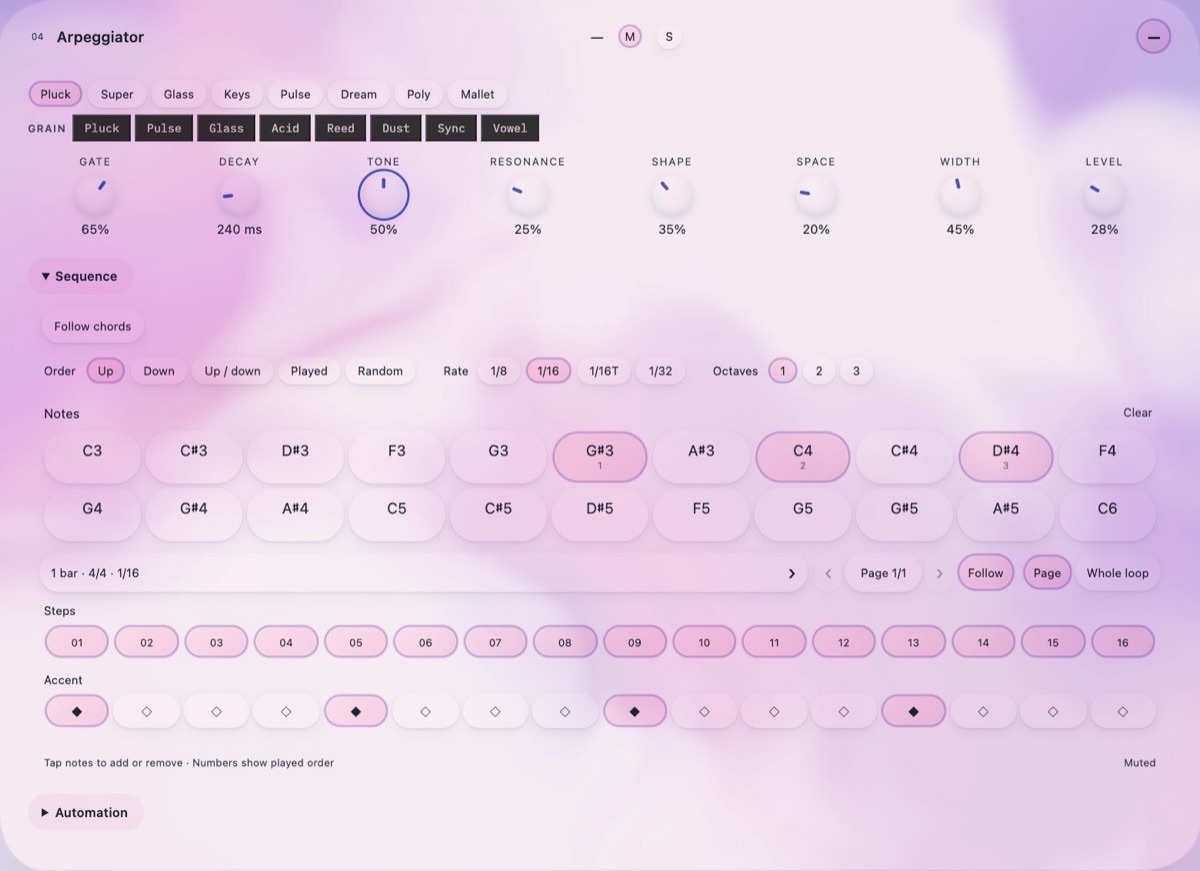 04 Arpeggiator — M S —
Pluck Super Glass Keys Pulse Dream Poly Mallet
GRAIN Pluck Pulse Glass Acid Reed Dust Sync Vowel
GATE DECAY TONE RESONANCE SHAPE SPACE WIDTH LEVEL
65% 240 ms 50% 25% 35% 20% 45% 28%
▼ Sequence
Follow chords
Order Up Down Up / down Played Random Rate 1/8 1/16 1/16T 1/32 Octaves 1 2 3
Notes Clear
C3 C#3 D#3 F3 G3 G#3 A#3 C4 C#4 D#4 F4
1 2 3
G4 G#4 A#4 C5 C#5 D#5 F5 G5 G#5 A#5 C6
1 bar · 4/4 · 1/16 › ‹ Page 1/1 › Follow Page Whole loop
Steps
01 02 03 04 05 06 07 08 09 10 11 12 13 14 15 16
Accent
◆ ◇ ◇ ◇ ◆ ◇ ◇ ◇ ◆ ◇ ◇ ◇ ◆ ◇ ◇ ◇
Tap notes to add or remove · Numbers show played order Muted
▶ Automation